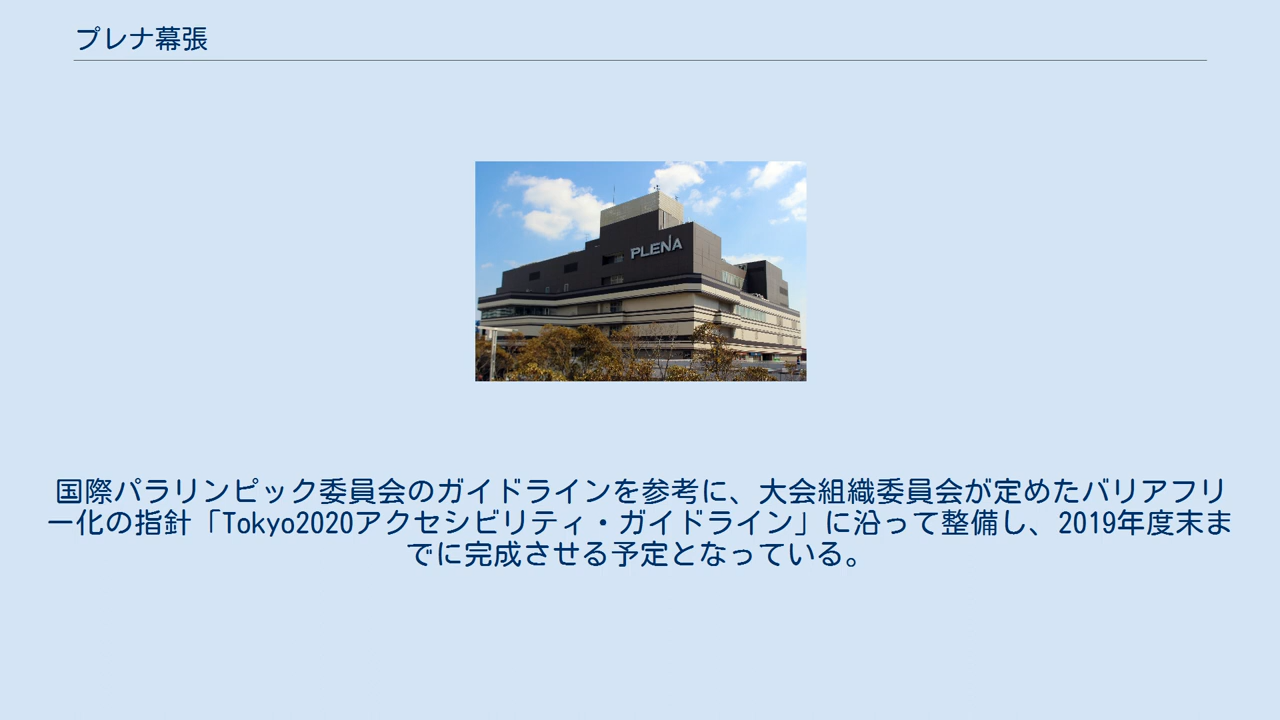 プレナ幕張
PLENA
国際パラリンピック委員会のガイドラインを参考に、大会組織委員会が定めたバリアフリ
ー化の指針「Tokyo2020アクセシビリティ・ガイドライン」に沿って整備し、2019年度末ま
でに完成させる予定となっている。